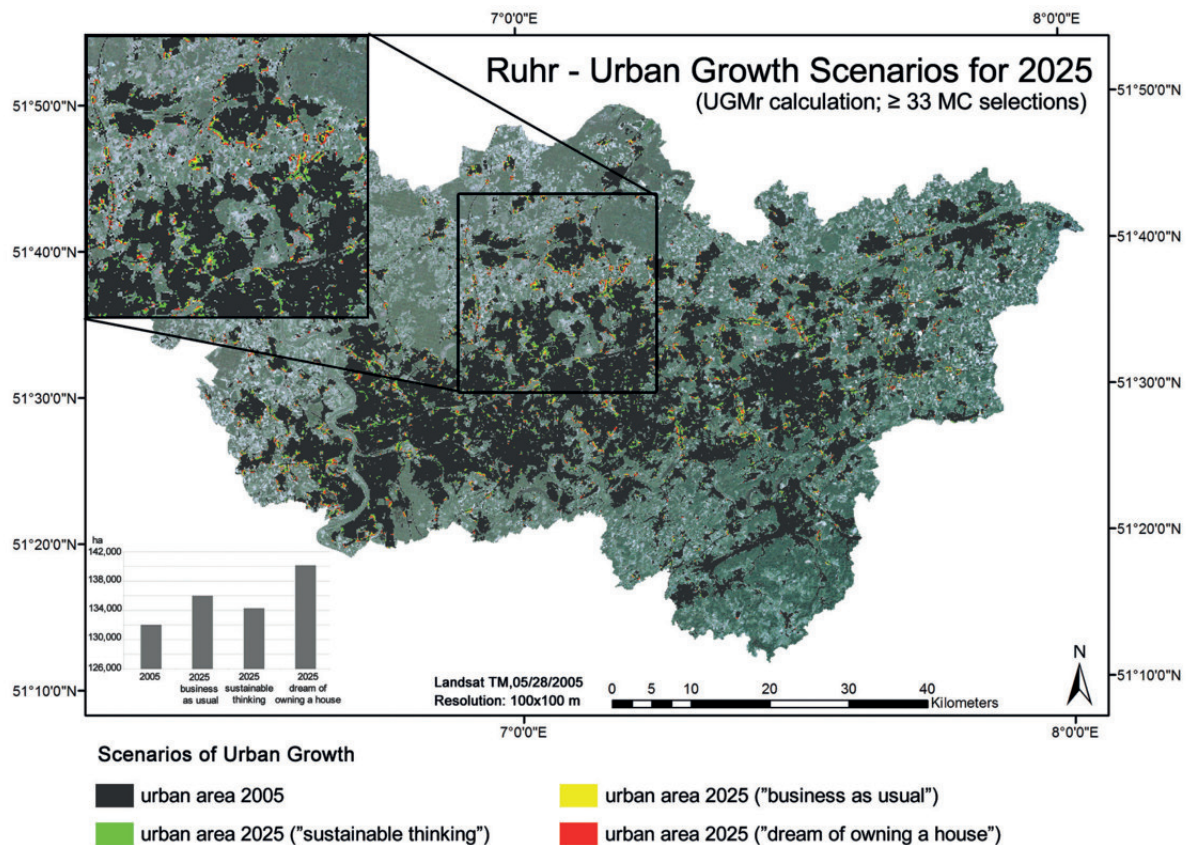 7°0'0"E
8°0'0"E
Ruhr - Urban Growth Scenarios for 2025
(UGMr calculation; ≥ 33 MC selections)
51°50'0"N
51°50'0"N
51°40'0"N
51°40'0"N
51°30'0"N
51°30'0"N
51°20'0"N
51°20'0"N
51°10'0"N
51°10'0"N
ha
142,000
138,000
134,000
130,000
126,000
2005
2025
business
as usual
2025
sustainable
thinking
2025
dream of
owning a house
Landsat TM,05/28/2005
Resolution: 100x100 m
0 5 10 20 30 40
Kilometers
N
7°0'0"E
8°0'0"E
Scenarios of Urban Growth
urban area 2005
urban area 2025 ("sustainable thinking")
urban area 2025 ("business as usual")
urban area 2025 ("dream of owning a house")